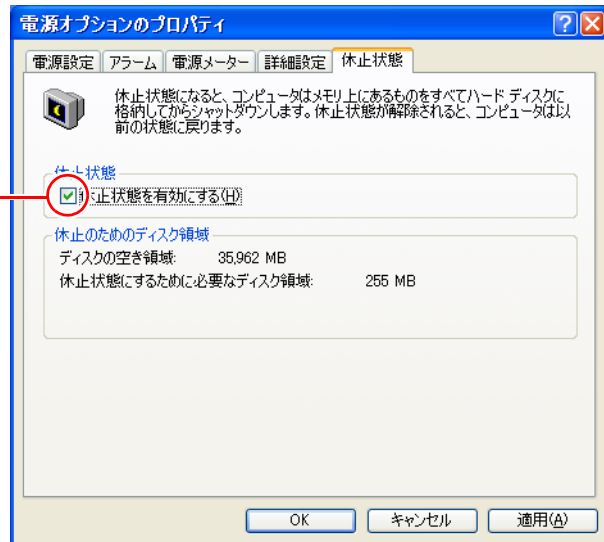 電源オプションのプロパティ
電源設定 アラーム 電源メーター 詳細設定 休止状態
休止状態になると、コンピュータはメモリ上にあるものをすべてハード ディスクに
格納してからシャットダウンします。休止状態が解除されると、コンピュータは以
前の状態に戻ります。
休止状態
休止状態を有効にする(H)
休止のためのディスク領域
ディスクの空き領域: 35,962 MB
休止状態にするために必要なディスク領域: 255 MB
OK キャンセル 適用(A)